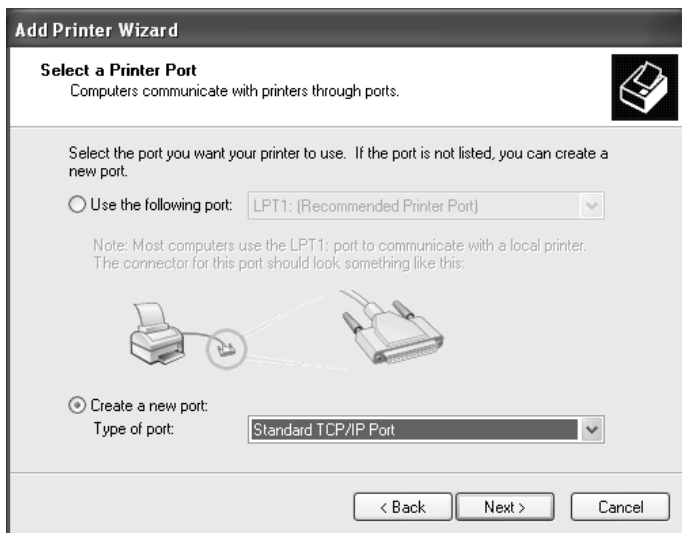 Add Printer Wizard
Select a Printer Port
Computers communicate with printers through ports.
Select the port you want your printer to use. If the port is not listed, you can create a
new port.
Use the following port: LPT1: (Recommended Printer Port)
Note: Most computers use the LPT1: port to communicate with a local printer.
The connector for this port should look something like this:
Create a new port:
Type of port: Standard TCP/IP Port
< Back Next > Cancel